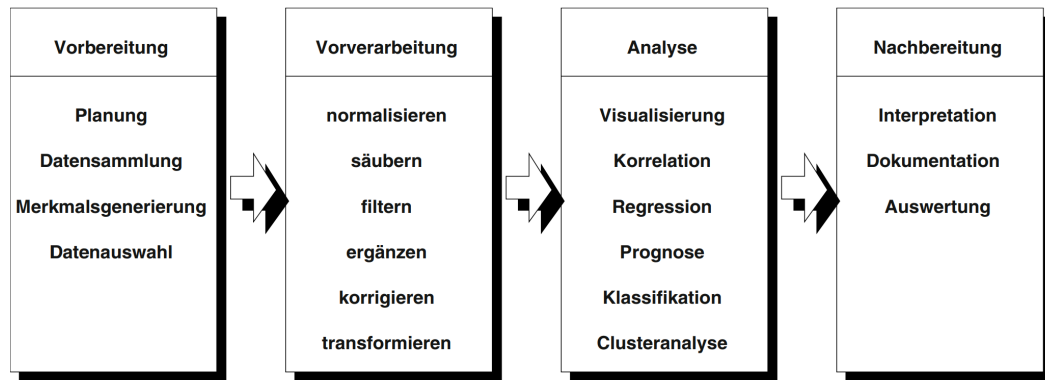 Vorbereitung
Planung
Datensammlung
Merkmalsgenerierung
Datenauswahl
Vorverarbeitung
normalisieren
säubern
filtern
ergänzen
korrigieren
transformieren
Analyse
Visualisierung
Korrelation
Regression
Prognose
Klassifikation
Clusteranalyse
Nachbereitung
Interpretation
Dokumentation
Auswertung